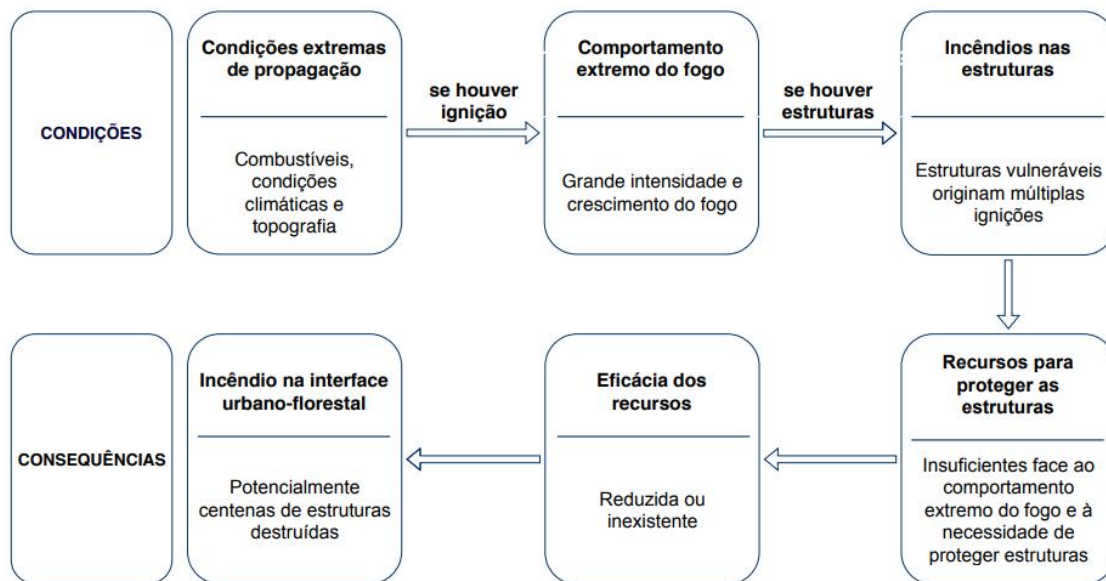 CONDIÇÕES
Condições extremas
de propagação
Combustíveis,
condições
climáticas e
topografia
se houver
ignição
Comportamento
extremo do fogo
Grande intensidade e
crescimento do fogo
se houver
estruturas
Incêndios nas
estruturas
Estruturas vulneráveis
originam múltiplas
ignições
Recursos para
proteger as
estruturas
Insuficientes face ao
comportamento
extremo do fogo e à
necessidade de
proteger estruturas
Eficácia dos
recursos
Reduzida ou
inexistente
Incêndio na interface
urbano-florestal
Potencialmente
centenas de estruturas
destruídas
CONSEQUÊNCIAS